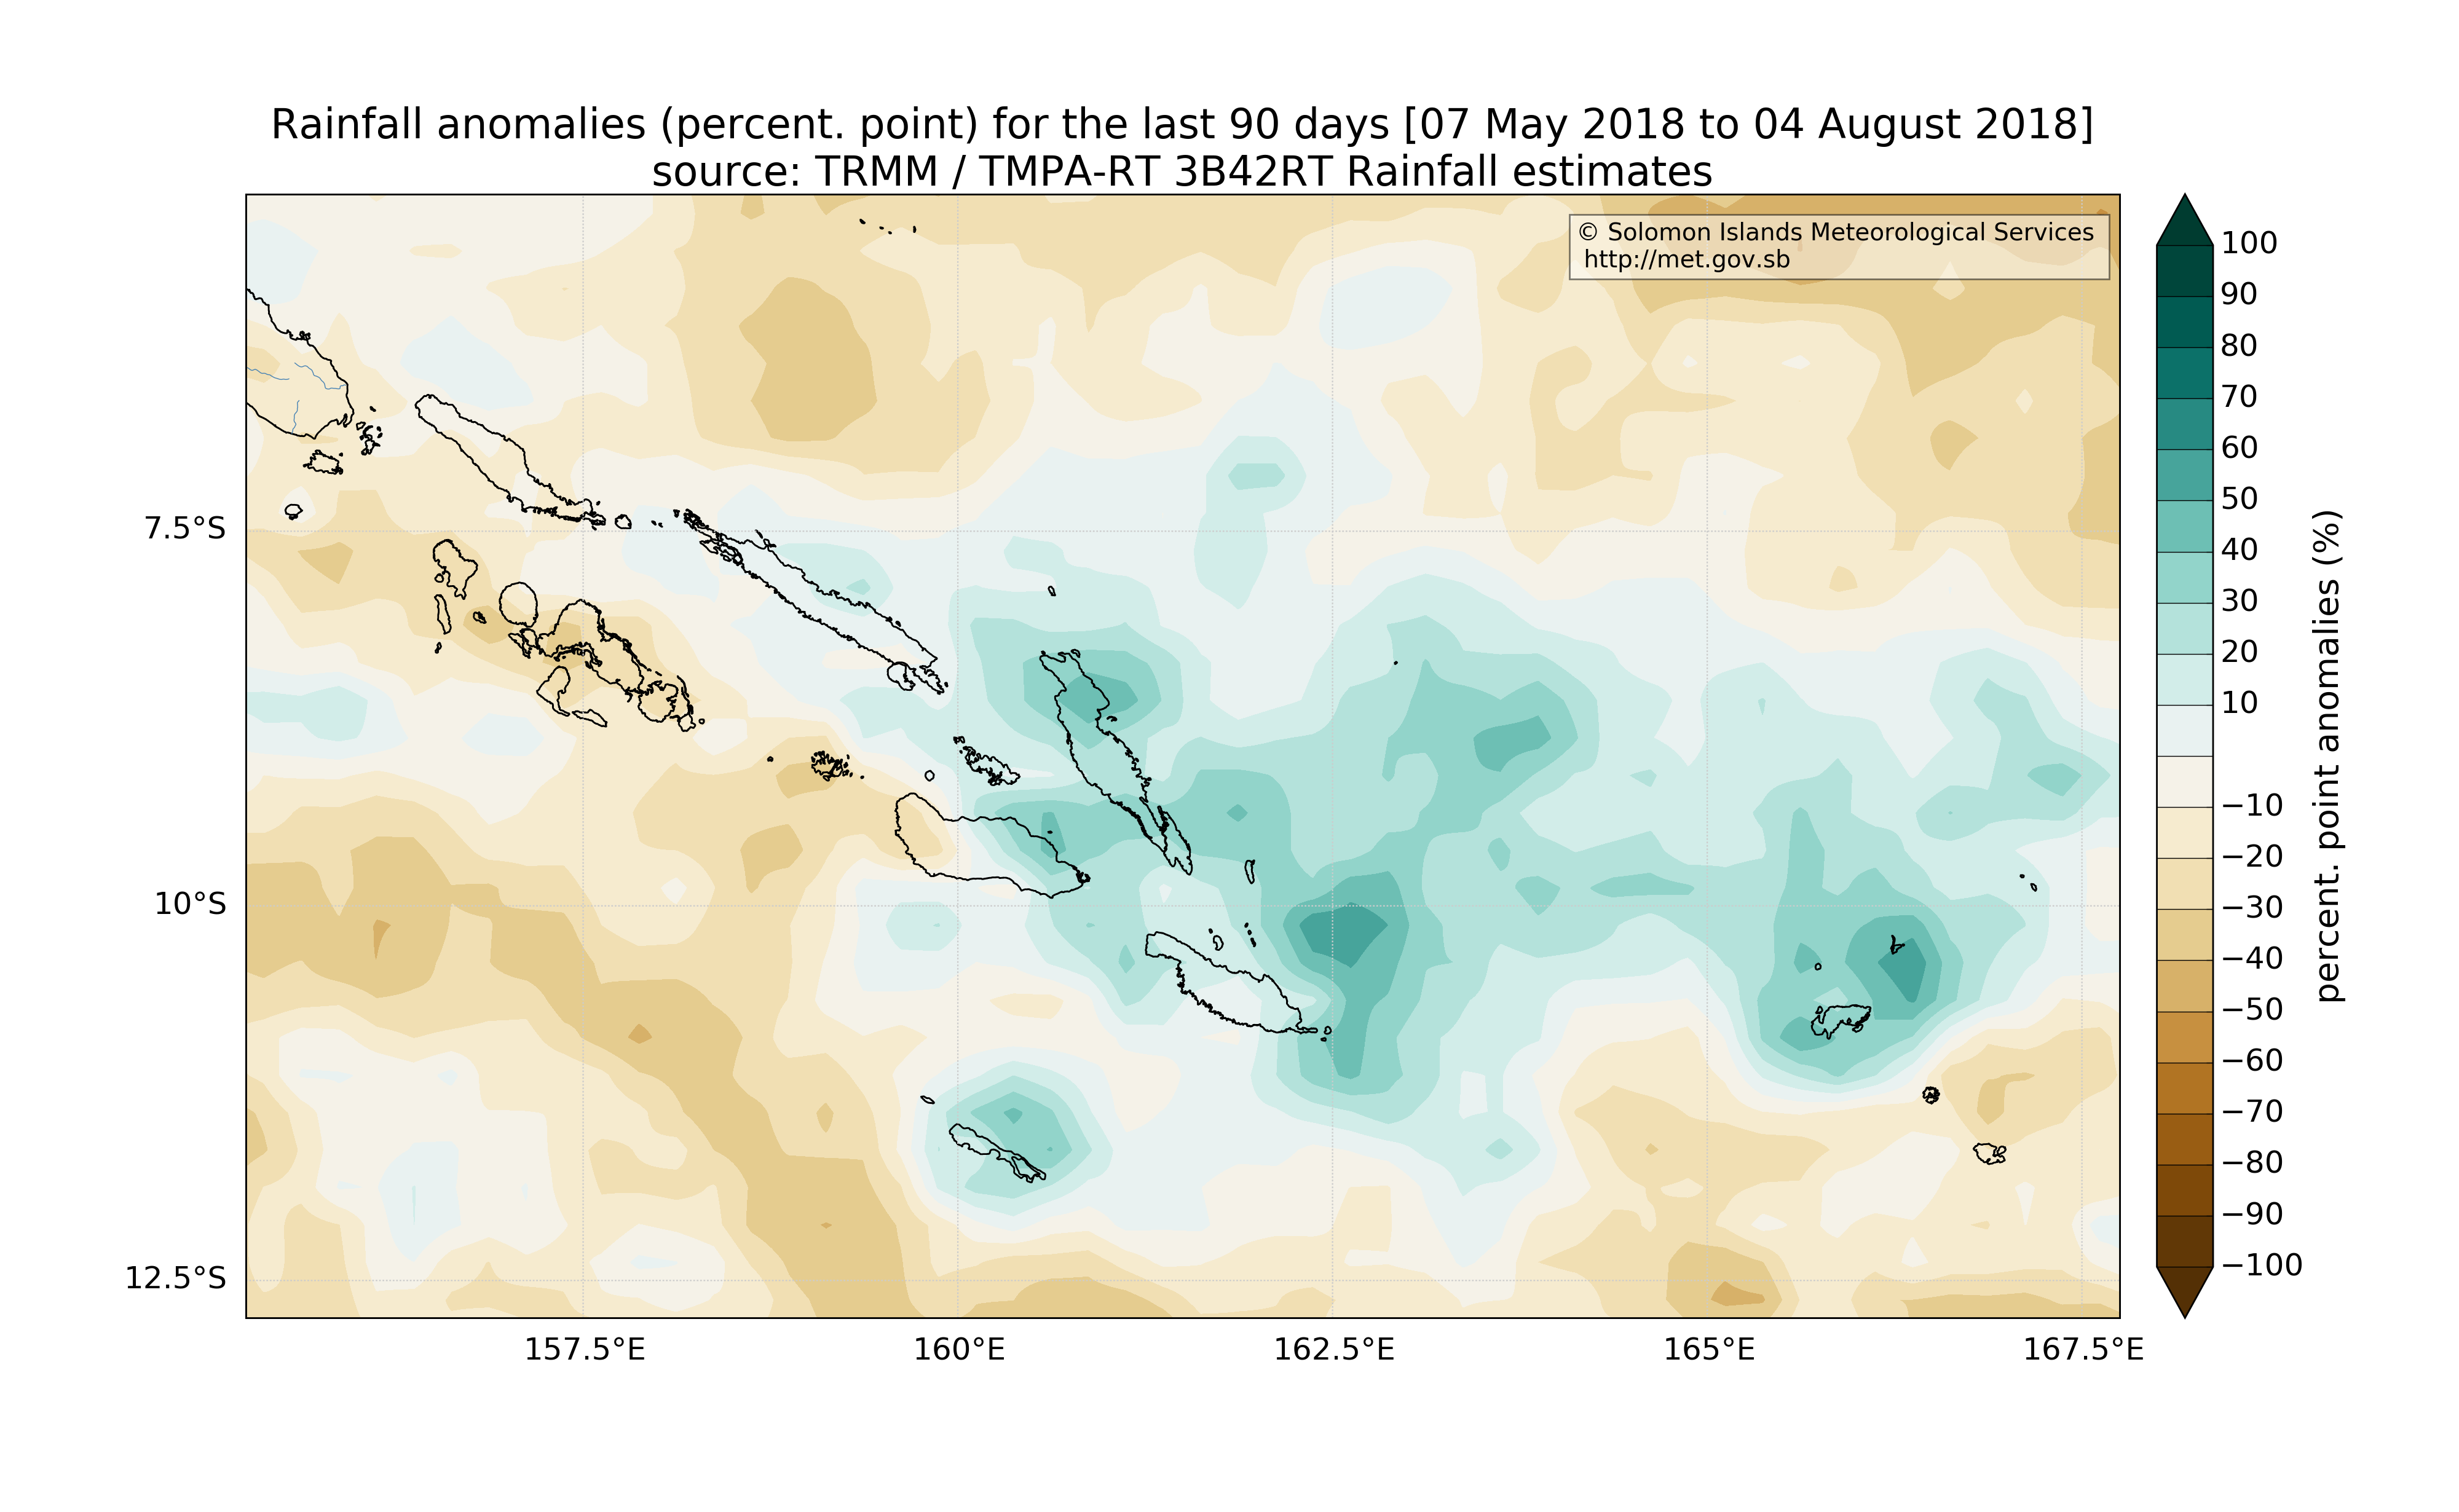 Rainfall anomalies (percent. point) for the last 90 days [07 May 2018 to 04 August 2018]
source: TRMM / TMPA-RT 3B42RT Rainfall estimates
© Solomon Islands Meteorological Services
http://met.gov.sb
7.5°S
10°S
12.5°S
157.5°E
160°E
162.5°E
165°E
167.5°E
100
90
80
70
60
50
40
30
20
10
−10
−20
−30
−40
−50
−60
−70
−80
−90
−100
percent. point anomalies (%)